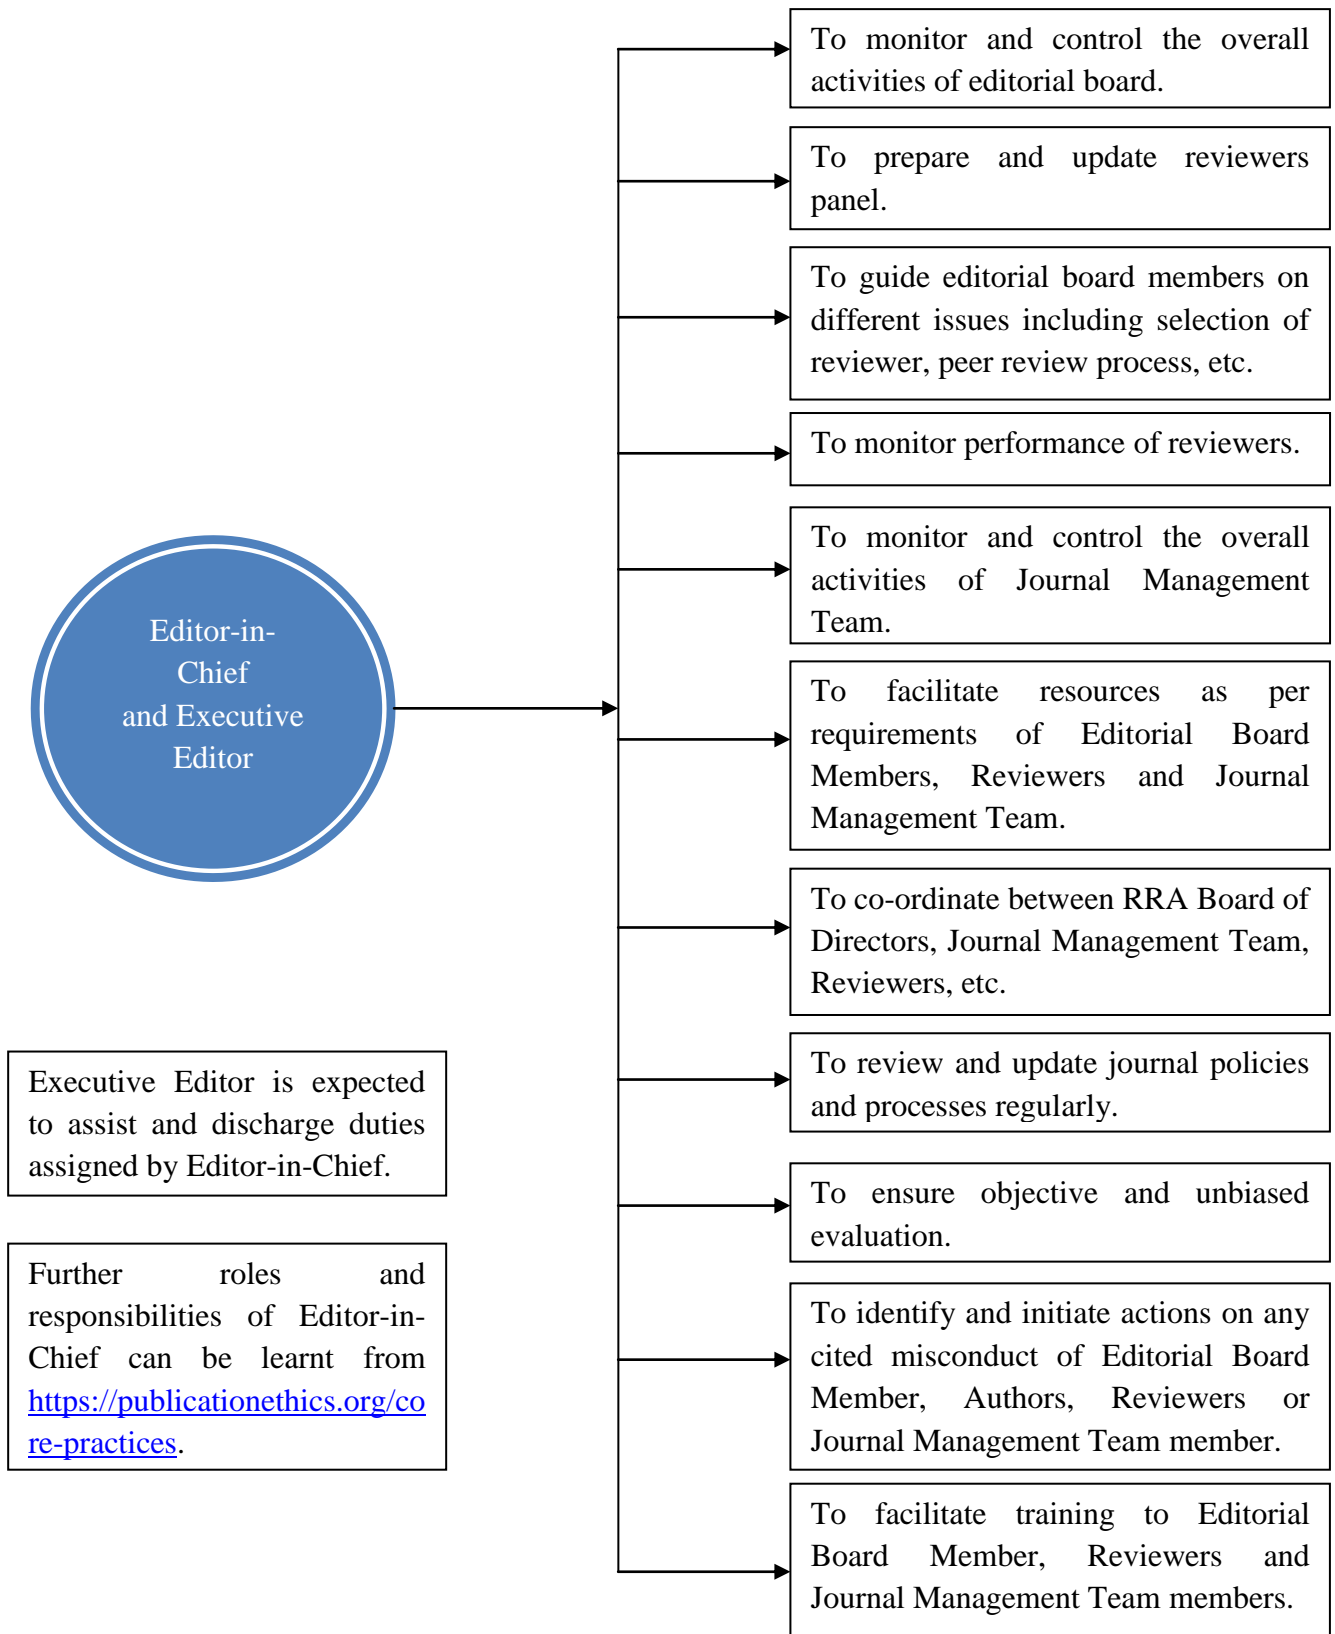 To monitor and control the overall
activities of editorial board.
To prepare and update reviewers
panel.
To guide editorial board members on
different issues including selection of
reviewer, peer review process, etc.
To monitor performance of reviewers.
To monitor and control the overall
activities of Journal Management
Team.
Editor-in-
Chief
and Executive
Editor
To facilitate resources as per
requirements of Editorial Board
Members, Reviewers and Journal
Management Team.
To co-ordinate between RRA Board of
Directors, Journal Management Team,
Reviewers, etc.
To review and update journal policies
and processes regularly.
Executive Editor is expected
to assist and discharge duties
assigned by Editor-in-Chief.
To ensure objective and unbiased
evaluation.
Further roles and
responsibilities of Editor-in-
Chief can be learnt from
https://publicationethics.org/co
re-practices.
To identify and initiate actions on any
cited misconduct of Editorial Board
Member, Authors, Reviewers or
Journal Management Team member.
To facilitate training to Editorial
Board Member, Reviewers and
Journal Management Team members.